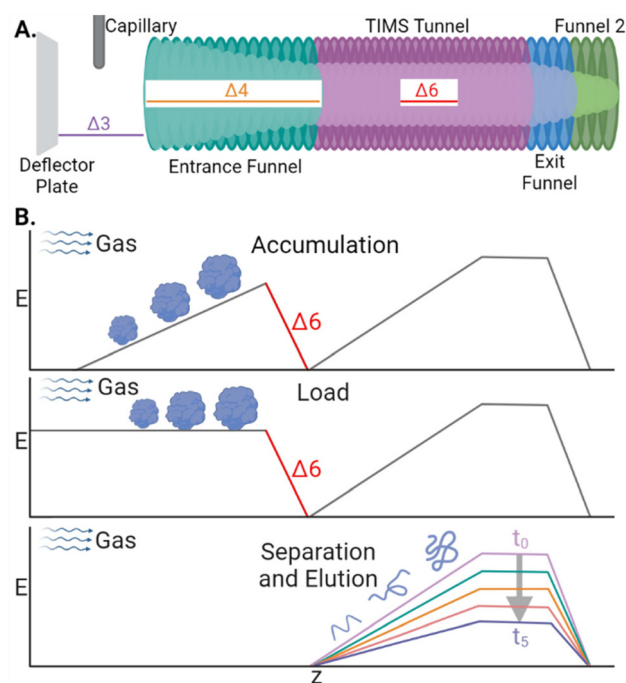 A.
Capillary
TIMS Tunnel
Funnel 2
Δ3
Δ4
Δ6
Deflector
Plate
Entrance Funnel
Exit
Funnel
B.
Gas
Accumulation
E
Δ6
Gas
Load
E
Δ6
Gas
Separation
and Elution
t₀
E
t₅
z